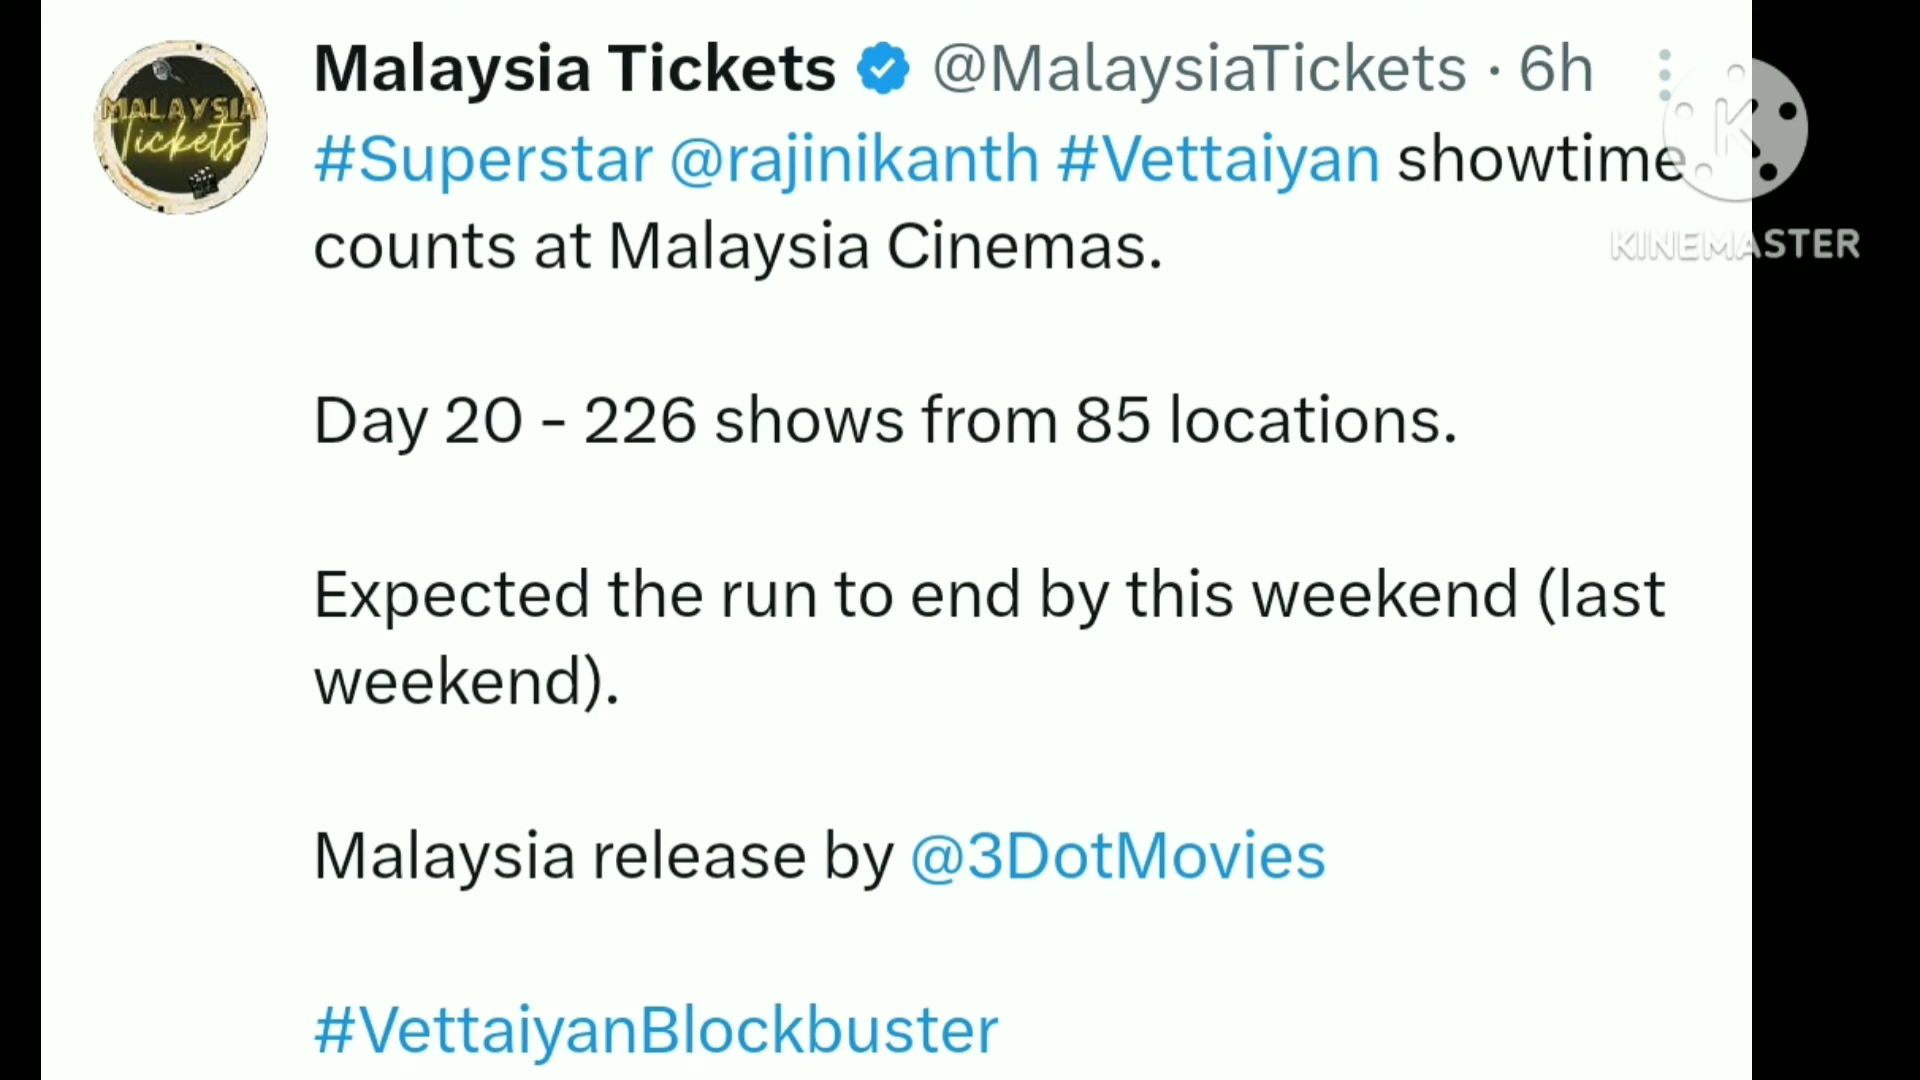 MALAYSIA
Tickets
Malaysia Tickets @MalaysiaTickets · 6h
#Superstar @rajinikanth #Vettaiyan showtime
counts at Malaysia Cinemas.
Day 20 - 226 shows from 85 locations.
Expected the run to end by this weekend (last
weekend).
Malaysia release by @3DotMovies
#VettaiyanBlockbuster
K
KINEMASTER